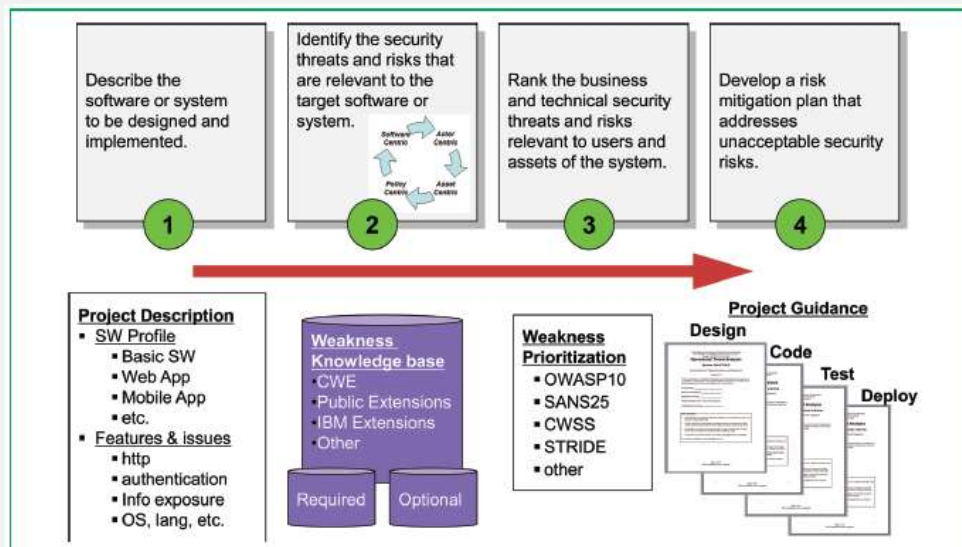 Describe the
software or system
to be designed and
implemented.
1
Identify the security
threats and risks that
are relevant to the
target software or
system.
Software
Centric
Actor
Centric
Policy
Centric
Asset
Centric
2
Rank the business
and technical security
threats and risks
relevant to users and
assets of the system.
3
Develop a risk
mitigation plan that
addresses
unacceptable security
risks.
4
Project Description
▪ SW Profile
▪ Basic SW
▪ Web App
▪ Mobile App
▪ etc.
▪ Features & issues
▪ http
▪ authentication
▪ Info exposure
▪ OS, lang, etc.
Weakness
Knowledge base
▪CWE
▪Public Extensions
▪IBM Extensions
▪Other
Required
Optional
Weakness
Prioritization
▪ OWASP10
▪ SANS25
▪ CWSS
▪ STRIDE
▪ other
Project Guidance
Design
Code
Test
Deploy